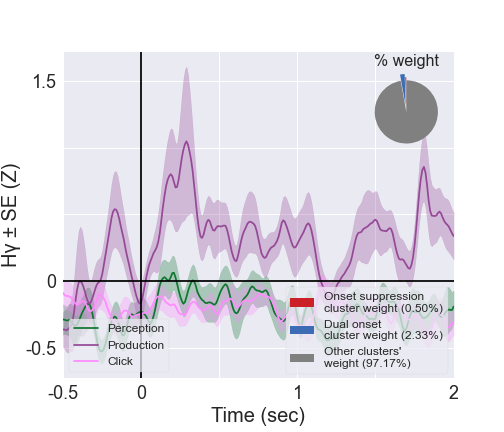 % weight
1.5
0
-0.5
Hγ ± SE (Z)
Perception
Production
Click
Onset suppression
cluster weight (0.50%)
Dual onset
cluster weight (2.33%)
Other clusters'
weight (97.17%)
-0.5
0
1
2
Time (sec)